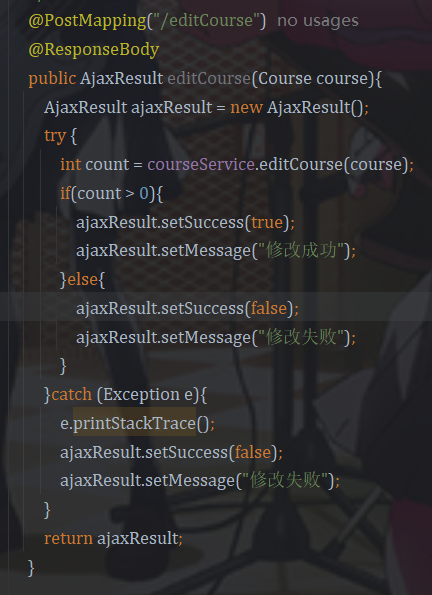 @PostMapping("/editCourse") no usages
@ResponseBody
public AjaxResult editCourse(Course course){
AjaxResult ajaxResult = new AjaxResult();
try {
int count = courseService.editCourse(course);
if(count > 0){
ajaxResult.setSuccess(true);
ajaxResult.setMessage("修改成功");
}else{
ajaxResult.setSuccess(false);
ajaxResult.setMessage("修改失败");
}
}catch (Exception e){
e.printStackTrace();
ajaxResult.setSuccess(false);
ajaxResult.setMessage("修改失败");
}
return ajaxResult;
}